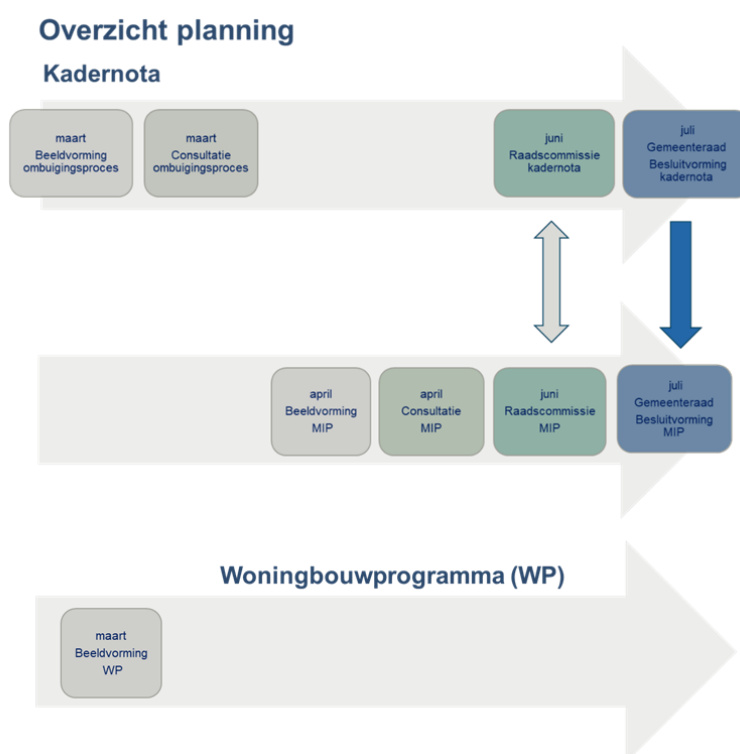 Overzicht planning
Kadernota
maart
Beeldvorming
ombuigingsproces
maart
Consultatie
ombuigingsproces
juni
Raadscommissie
kadernota
juli
Gemeenteraad
Besluitvorming
kadernota
april
Beeldvorming
MIP
april
Consultatie
MIP
juni
Raadscommissie
MIP
juli
Gemeenteraad
Besluitvorming
MIP
Woningbouwprogramma (WP)
maart
Beeldvorming
WP